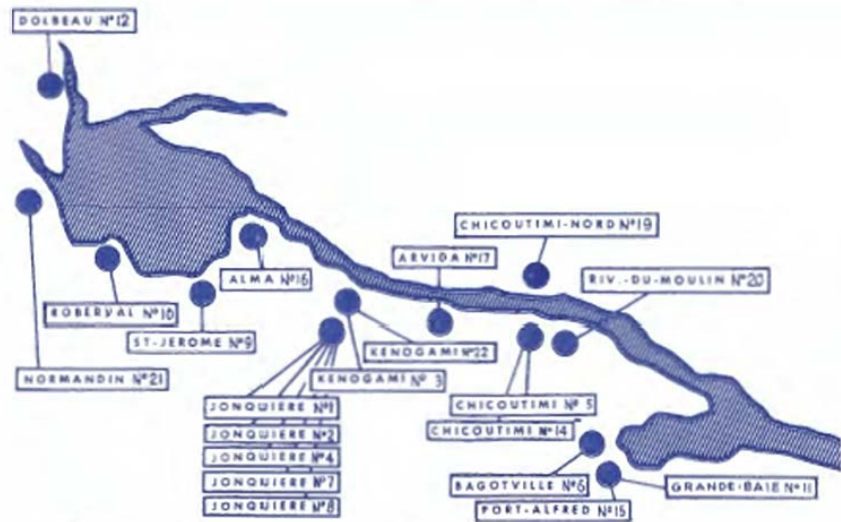 DOLBEAU Nº12
CHICOUTIMI-NORD Nº19
ARVIDA Nº17
RIV.-DU-MOULIN Nº20
ALMA Nº16
ROBERVAL Nº10
ST-JEROME Nº9
KENOGAMI Nº22
NORMANDIN Nº21
KENOGAMI Nº 3
JONQUIERE Nº1
CHICOUTIMI Nº 5
JONQUIERE Nº2
CHICOUTIMI Nº14
JONQUIERE Nº4
JONQUIERE Nº7
BAGOTVILLE Nº6
GRANDE-BAIE Nº11
JONQUIERE Nº8
PORT-ALFRED Nº15